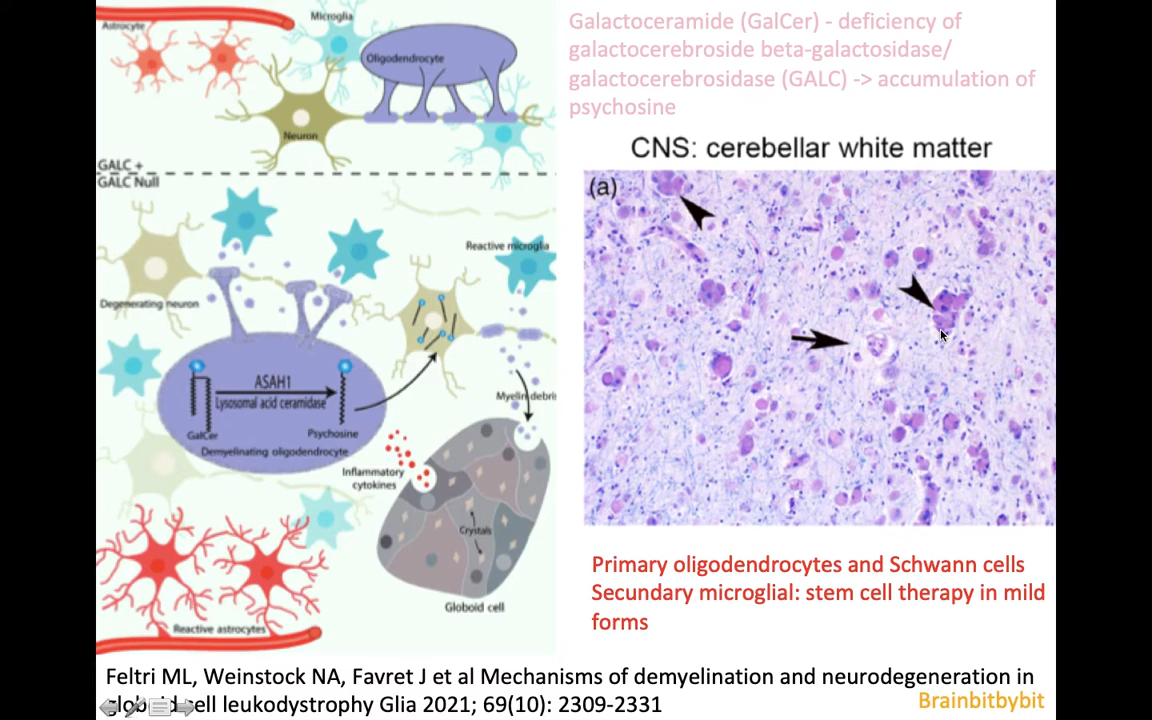 Astrocyte
Microglia
Oligodendrocyte
Neuron
GALC +
GALC Null
Reactive microglia
Degenerating neuron
ASAH1
Lysosomal acid ceramidase
GalCer
Psychosine
Demyelinating oligodendrocyte
Myelin debris
Inflammatory
cytokines
Crystals
Globoid cell
Reactive astrocytes
Galactoceramide (GalCer) - deficiency of
galactocerebroside beta-galactosidase/
galactocerebrosidase (GALC) -> accumulation of
psychosine
CNS: cerebellar white matter
(a)
Primary oligodendrocytes and Schwann cells
Secundary microglial: stem cell therapy in mild
forms
Feltri ML, Weinstock NA, Favret J et al Mechanisms of demyelination and neurodegeneration in
globoid cell leukodystrophy Glia 2021; 69(10): 2309-2331
Brainbitbybit